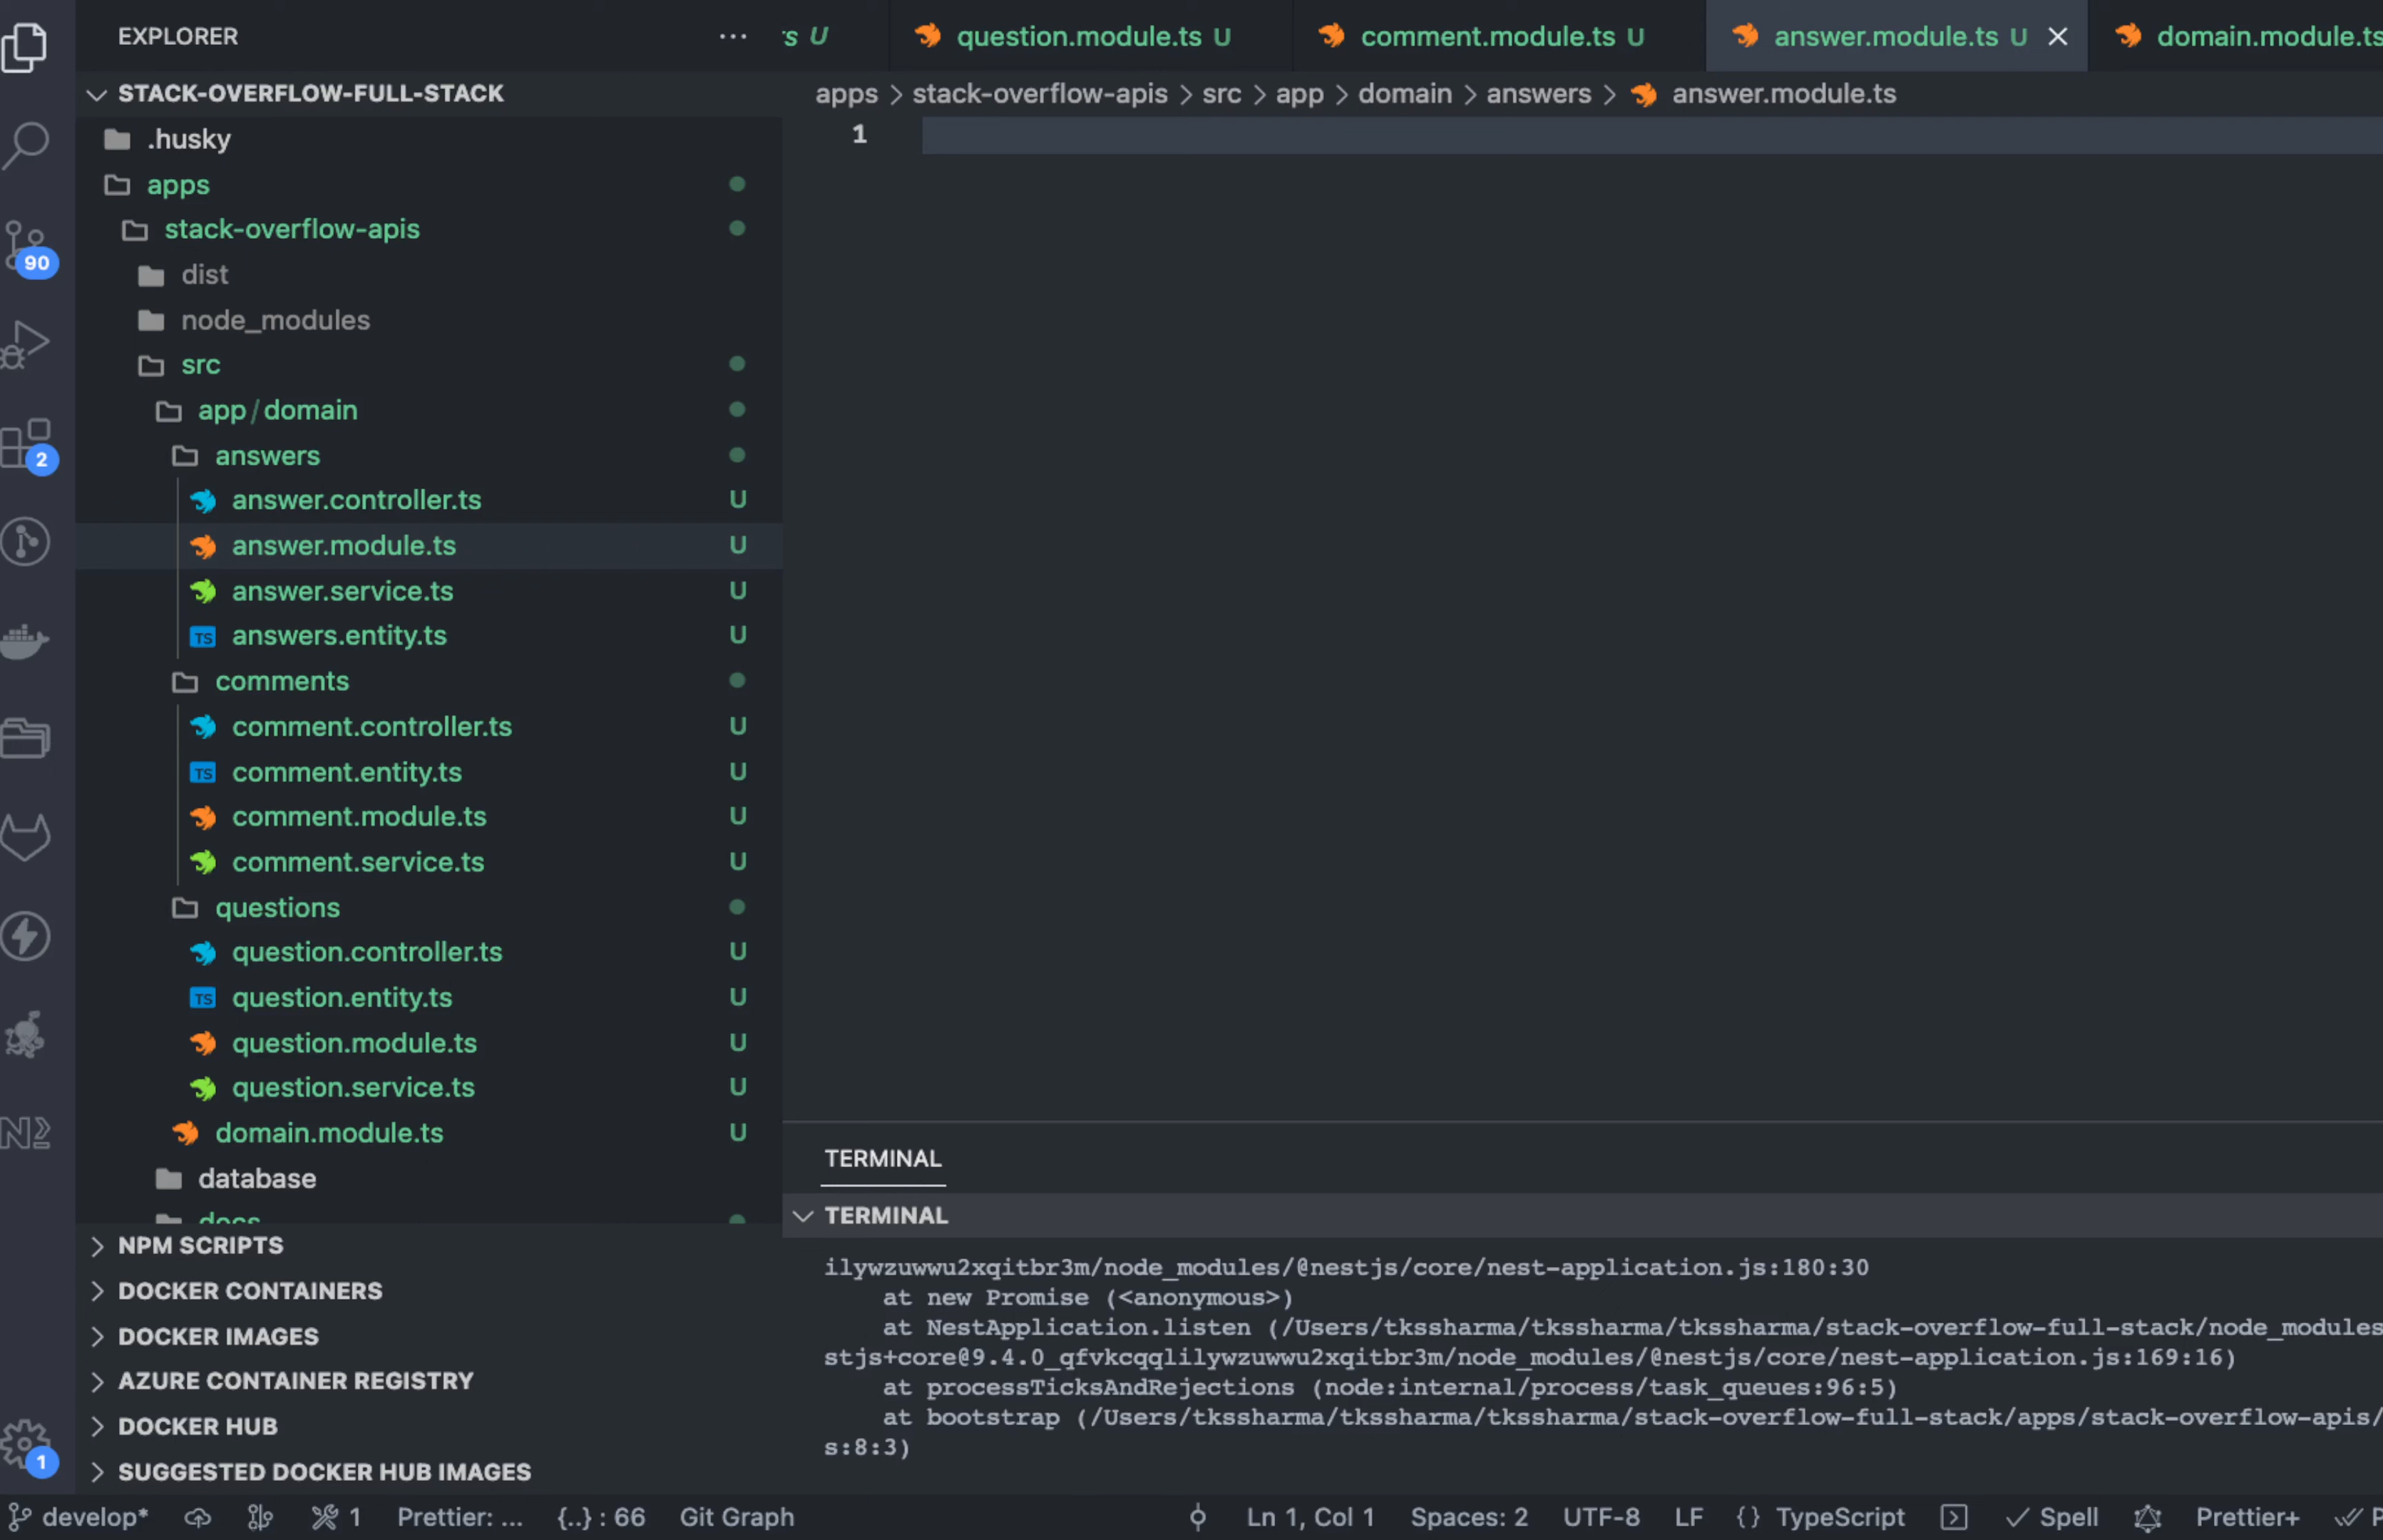 EXPLORER
···
rs U
question.module.ts U
comment.module.ts U
answer.module.ts U
domain.module.ts
STACK-OVERFLOW-FULL-STACK
apps > stack-overflow-apis > src > app > domain > answers > answer.module.ts
1
.husky
apps
stack-overflow-apis
dist
node_modules
src
app/domain
answers
answer.controller.ts U
answer.module.ts U
answer.service.ts U
TS answers.entity.ts U
comments
comment.controller.ts U
TS comment.entity.ts U
comment.module.ts U
comment.service.ts U
questions
question.controller.ts U
TS question.entity.ts U
question.module.ts U
question.service.ts U
domain.module.ts U
database
docs
NPM SCRIPTS
DOCKER CONTAINERS
DOCKER IMAGES
AZURE CONTAINER REGISTRY
DOCKER HUB
SUGGESTED DOCKER HUB IMAGES
90
2
1
TERMINAL
TERMINAL
ilywzuwwu2xqitbr3m/node_modules/@nestjs/core/nest-application.js:180:30
at new Promise (<anonymous>)
at NestApplication.listen (/Users/tkssharma/tkssharma/tkssharma/stack-overflow-full-stack/node_modules
stjs+core@9.4.0_qfvkcqqlilywzuwwu2xqitbr3m/node_modules/@nestjs/core/nest-application.js:169:16)
at processTicksAndRejections (node:internal/process/task_queues:96:5)
at bootstrap (/Users/tkssharma/tkssharma/tkssharma/stack-overflow-full-stack/apps/stack-overflow-apis/
s:8:3)
develop* 1 Prettier: ... {..} : 66 Git Graph Ln 1, Col 1 Spaces: 2 UTF-8 LF {} TypeScript Spell Prettier+ P